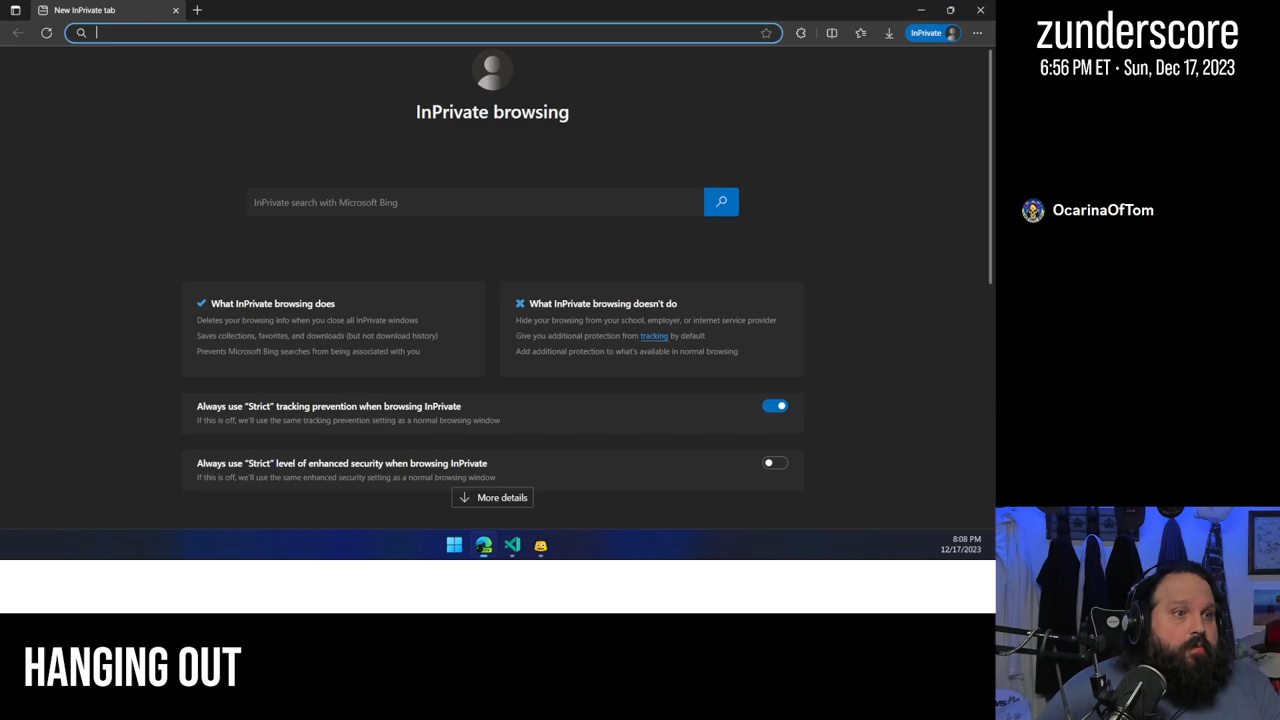 New InPrivate tab
InPrivate
InPrivate browsing
InPrivate search with Microsoft Bing
What InPrivate browsing does
Deletes your browsing info when you close all InPrivate windows
Saves collections, favorites, and downloads (but not download history)
Prevents Microsoft Bing searches from being associated with you
What InPrivate browsing doesn't do
Hide your browsing from your school, employer, or internet service provider
Give you additional protection from tracking by default
Add additional protection to what's available in normal browsing
Always use "Strict" tracking prevention when browsing InPrivate
If this is off, we'll use the same tracking prevention setting as a normal browsing window
Always use "Strict" level of enhanced security when browsing InPrivate
If this is off, we'll use the same enhanced security setting as a normal browsing window
More details
8:08 PM
12/17/2023
zunderscore
6:56 PM ET · Sun, Dec 17, 2023
OcarinaOfTom
HANGING OUT